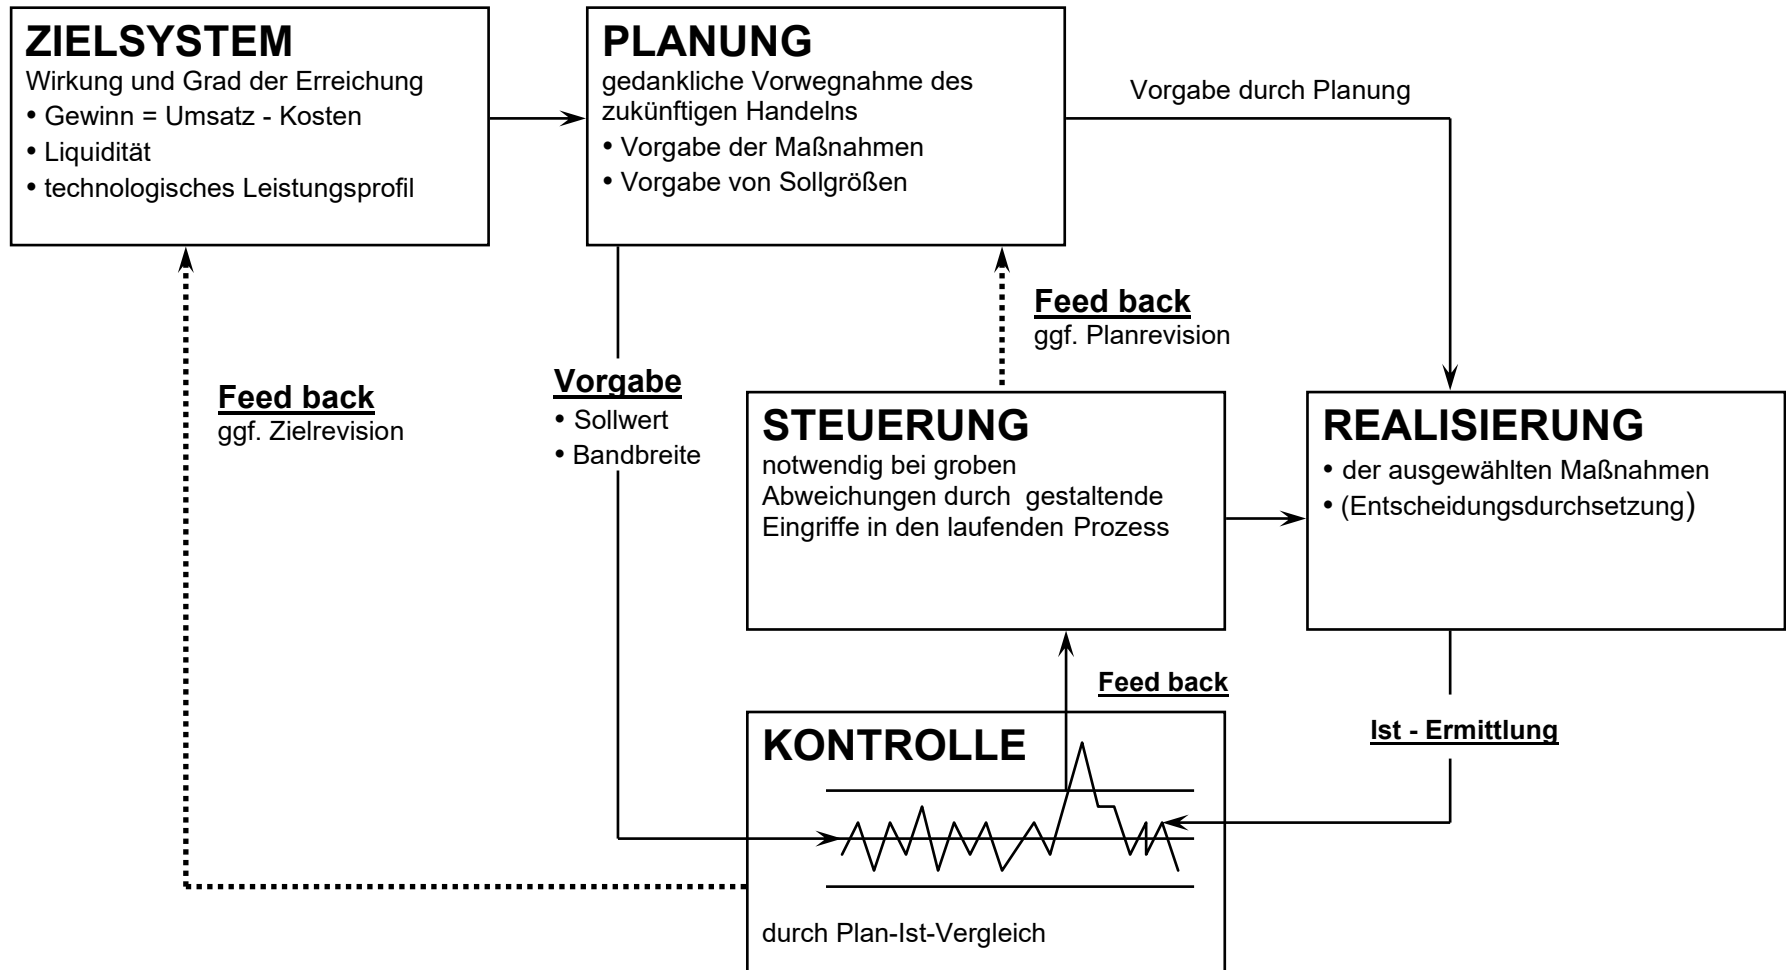 ZIELSYSTEM
Wirkung und Grad der Erreichung
• Gewinn = Umsatz - Kosten
• Liquidität
• technologisches Leistungsprofil
PLANUNG
gedankliche Vorwegnahme des
zukünftigen Handelns
• Vorgabe der Maßnahmen
• Vorgabe von Sollgrößen
Vorgabe durch Planung
Feed back
ggf. Zielrevision
Vorgabe
• Sollwert
• Bandbreite
Feed back
ggf. Planrevision
STEUERUNG
notwendig bei groben
Abweichungen durch gestaltende
Eingriffe in den laufenden Prozess
REALISIERUNG
• der ausgewählten Maßnahmen
• (Entscheidungsdurchsetzung)
Feed back
Ist - Ermittlung
KONTROLLE
durch Plan-Ist-Vergleich